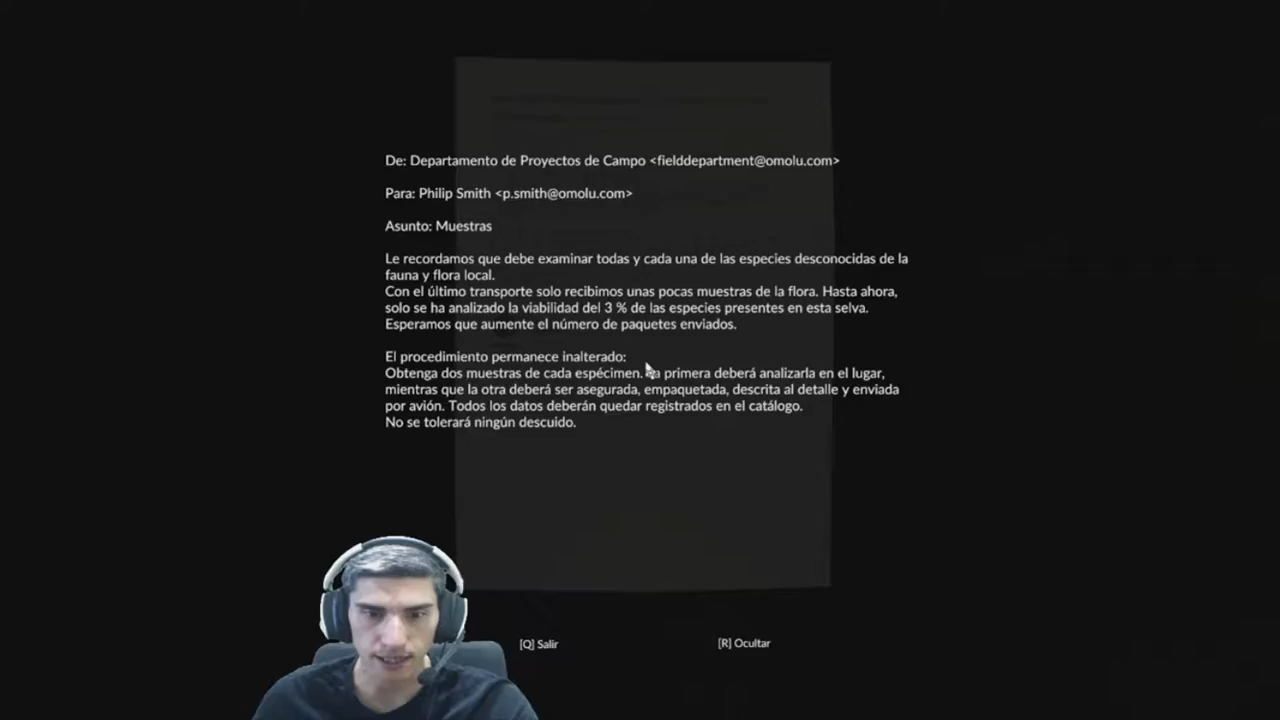 De: Departamento de Proyectos de Campo <fielddepartment@omolu.com>
Para: Philip Smith <p.smith@omolu.com>
Asunto: Muestras
Le recordamos que debe examinar todas y cada una de las especies desconocidas de la
fauna y flora local.
Con el último transporte solo recibimos unas pocas muestras de la flora. Hasta ahora,
solo se ha analizado la viabilidad del 3 % de las especies presentes en esta selva.
Esperamos que aumente el número de paquetes enviados.
El procedimiento permanece inalterado:
Obtenga dos muestras de cada espécimen. La primera deberá analizarla en el lugar,
mientras que la otra deberá ser asegurada, empaquetada, descrita al detalle y enviada
por avión. Todos los datos deberán quedar registrados en el catálogo.
No se tolerará ningún descuido.
[Q] Salir
[R] Ocultar